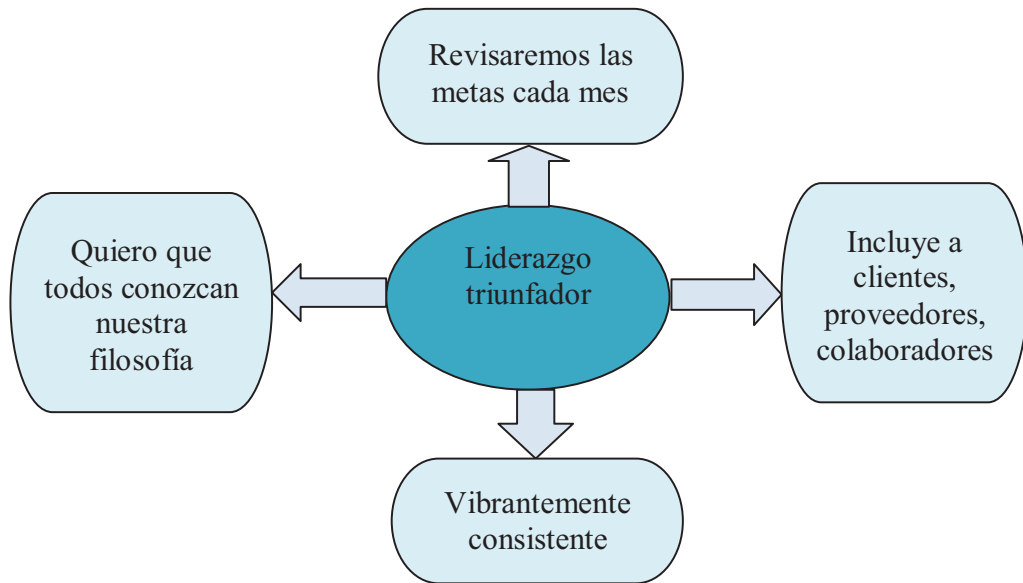 Revisaremos las
metas cada mes
Quiero que
todos conozcan
nuestra
filosofía
Liderazgo
triunfador
Incluye a
clientes,
proveedores,
colaboradores
Vibrantemente
consistente